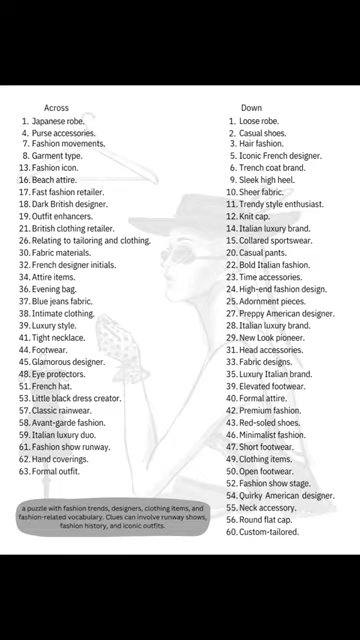 Across
1. Japanese robe.
4. Purse accessories.
7. Fashion movements.
8. Garment type.
13. Fashion icon.
16. Beach attire.
17. Fast fashion retailer.
18. Dark British designer.
19. Outfit enhancers.
21. British clothing retailer.
26. Relating to tailoring and clothing.
30. Fabric materials.
32. French designer initials.
34. Attire items.
36. Evening bag.
37. Blue jeans fabric.
38. Intimate clothing.
39. Luxury style.
41. Tight necklace.
44. Footwear.
45. Glamorous designer.
48. Eye protectors.
51. French hat.
53. Little black dress creator.
57. Classic rainwear.
58. Avant-garde fashion.
59. Italian luxury duo.
61. Fashion show runway.
62. Hand coverings.
63. Formal outfit.
Down
1. Loose robe.
2. Casual shoes.
3. Hair fashion.
5. Iconic French designer.
6. Trench coat brand.
9. Sleek high heel.
10. Sheer fabric.
11. Trendy style enthusiast.
12. Knit cap.
14. Italian luxury brand.
15. Collared sportswear.
20. Casual pants.
22. Bold Italian fashion.
23. Time accessories.
24. High-end fashion design.
25. Adornment pieces.
27. Preppy American designer.
28. Italian luxury brand.
29. New Look pioneer.
31. Head accessories.
33. Fabric designs.
35. Luxury Italian brand.
39. Elevated footwear.
40. Formal attire.
42. Premium fashion.
43. Red-soled shoes.
46. Minimalist fashion.
47. Short footwear.
49. Clothing items.
50. Open footwear.
52. Fashion show stage.
54. Quirky American designer.
55. Neck accessory.
56. Round flat cap.
60. Custom-tailored.
a puzzle with fashion trends, designers, clothing items, and
fashion-related vocabulary. Clues can involve runway shows,
fashion history, and iconic outfits.